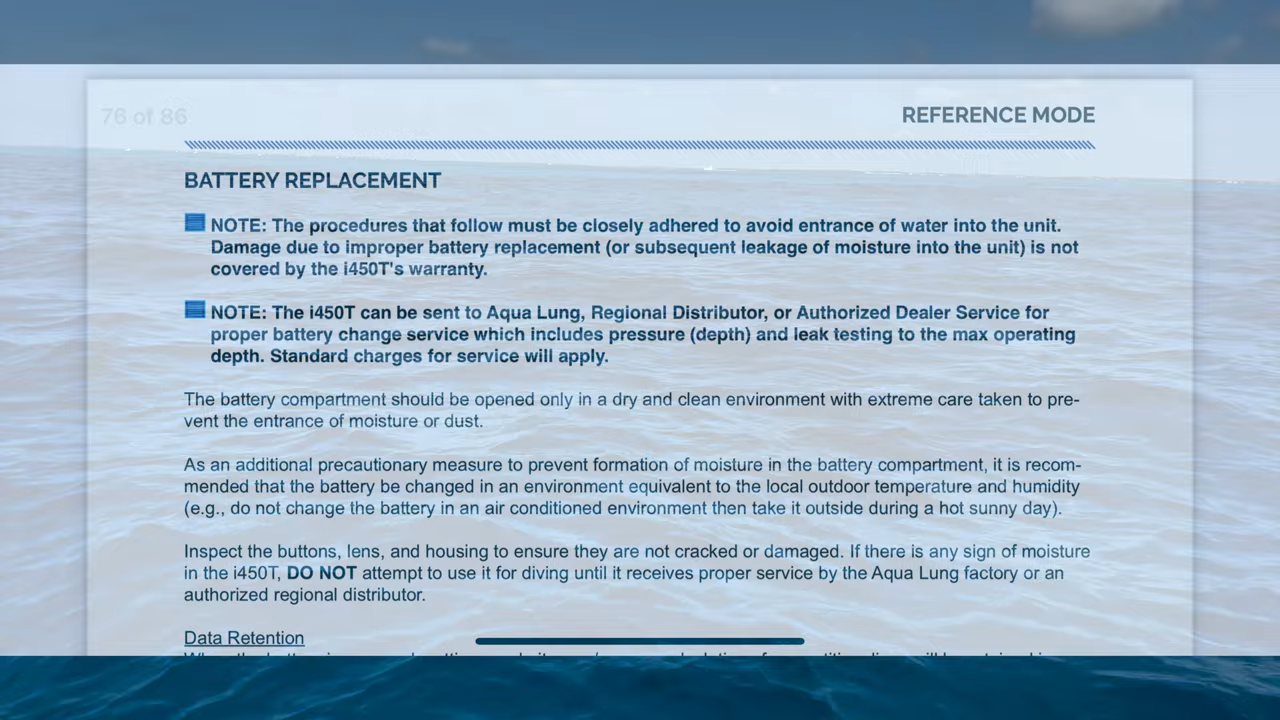 76 of 86
REFERENCE MODE
BATTERY REPLACEMENT
NOTE: The procedures that follow must be closely adhered to avoid entrance of water into the unit.
Damage due to improper battery replacement (or subsequent leakage of moisture into the unit) is not
covered by the i450T's warranty.
NOTE: The i450T can be sent to Aqua Lung, Regional Distributor, or Authorized Dealer Service for
proper battery change service which includes pressure (depth) and leak testing to the max operating
depth. Standard charges for service will apply.
The battery compartment should be opened only in a dry and clean environment with extreme care taken to pre-
vent the entrance of moisture or dust.
As an additional precautionary measure to prevent formation of moisture in the battery compartment, it is recom-
mended that the battery be changed in an environment equivalent to the local outdoor temperature and humidity
(e.g., do not change the battery in an air conditioned environment then take it outside during a hot sunny day).
Inspect the buttons, lens, and housing to ensure they are not cracked or damaged. If there is any sign of moisture
in the i450T, DO NOT attempt to use it for diving until it receives proper service by the Aqua Lung factory or an
authorized regional distributor.
Data Retention